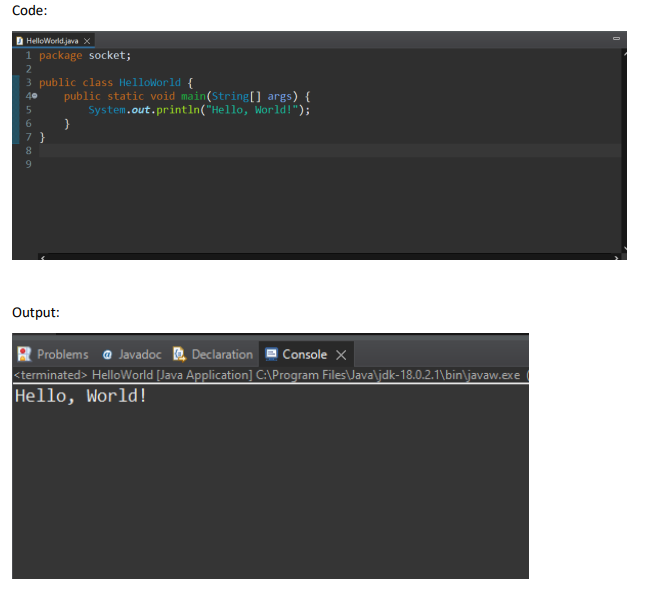 Code:
HelloWorld.java
1 package socket;
2
3 public class HelloWorld {
4 public static void main(String[] args) {
5 System.out.println("Hello, World!");
6 }
7 }
8
9
Output:
Problems @ Javadoc Declaration Console
<terminated> HelloWorld [Java Application] C:\Program Files\Java\jdk-18.0.2.1\bin\javaw.exe (
Hello, World!